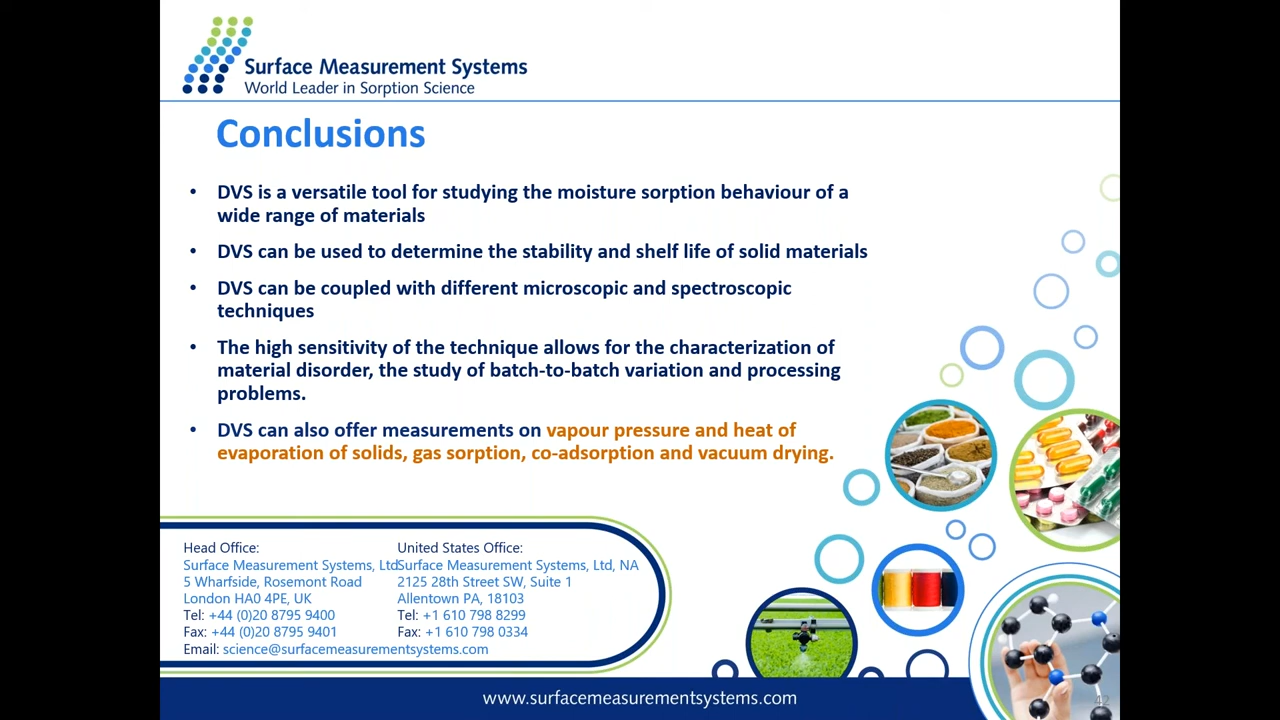 Surface Measurement Systems
World Leader in Sorption Science
Conclusions
• DVS is a versatile tool for studying the moisture sorption behaviour of a
wide range of materials
• DVS can be used to determine the stability and shelf life of solid materials
• DVS can be coupled with different microscopic and spectroscopic
techniques
• The high sensitivity of the technique allows for the characterization of
material disorder, the study of batch-to-batch variation and processing
problems.
• DVS can also offer measurements on vapour pressure and heat of
evaporation of solids, gas sorption, co-adsorption and vacuum drying.
Head Office:
Surface Measurement Systems, Ltd
5 Wharfside, Rosemont Road
London HA0 4PE, UK
Tel: +44 (0)20 8795 9400
Fax: +44 (0)20 8795 9401
Email: science@surfacemeasurementsystems.com
United States Office:
Surface Measurement Systems, Ltd, NA
2125 28th Street SW, Suite 1
Allentown PA, 18103
Tel: +1 610 798 8299
Fax: +1 610 798 0334
www.surfacemeasurementsystems.com
42